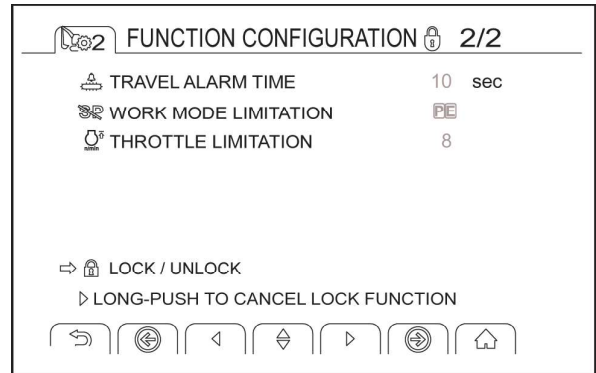 2 FUNCTION CONFIGURATION 2/2
TRAVEL ALARM TIME 10 sec
WORK MODE LIMITATION PE
n/min THROTTLE LIMITATION 8
LOCK / UNLOCK
LONG-PUSH TO CANCEL LOCK FUNCTION